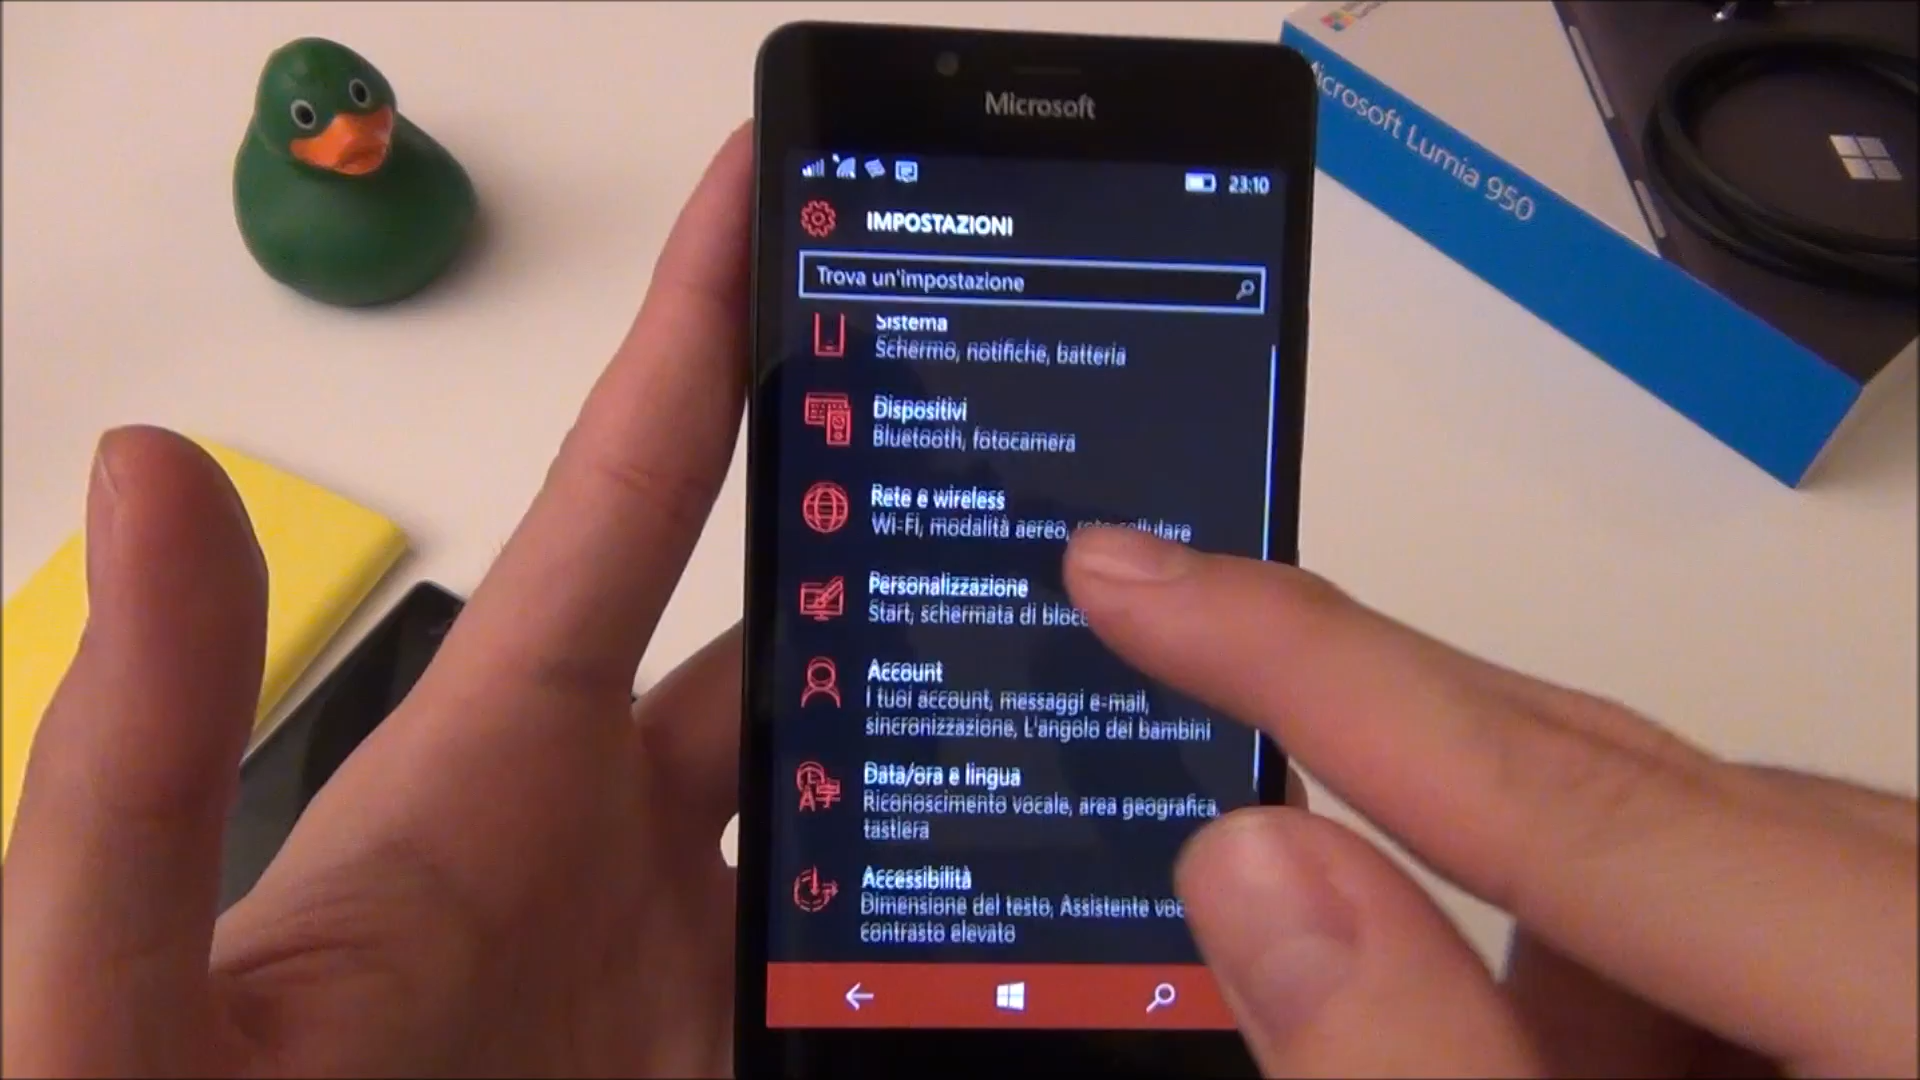 Microsoft
23:10
IMPOSTAZIONI
Trova un'impostazione
Sistema
Schermo, notifiche, batteria
Dispositivi
Bluetooth, fotocamera
Rete e wireless
Wi-Fi, modalità aereo, rete cellulare
Personalizzazione
Start, schermata di
Account
I tuoi account, messaggi e-mail,
sincronizzazione, L'angolo dei bambini
Data/ora e lingua
Riconoscimento vocale, area geografica,
tastiera
Accessibilità
Dimensione del testo, Assistente
contrasto elevato
Microsoft Lumia 950